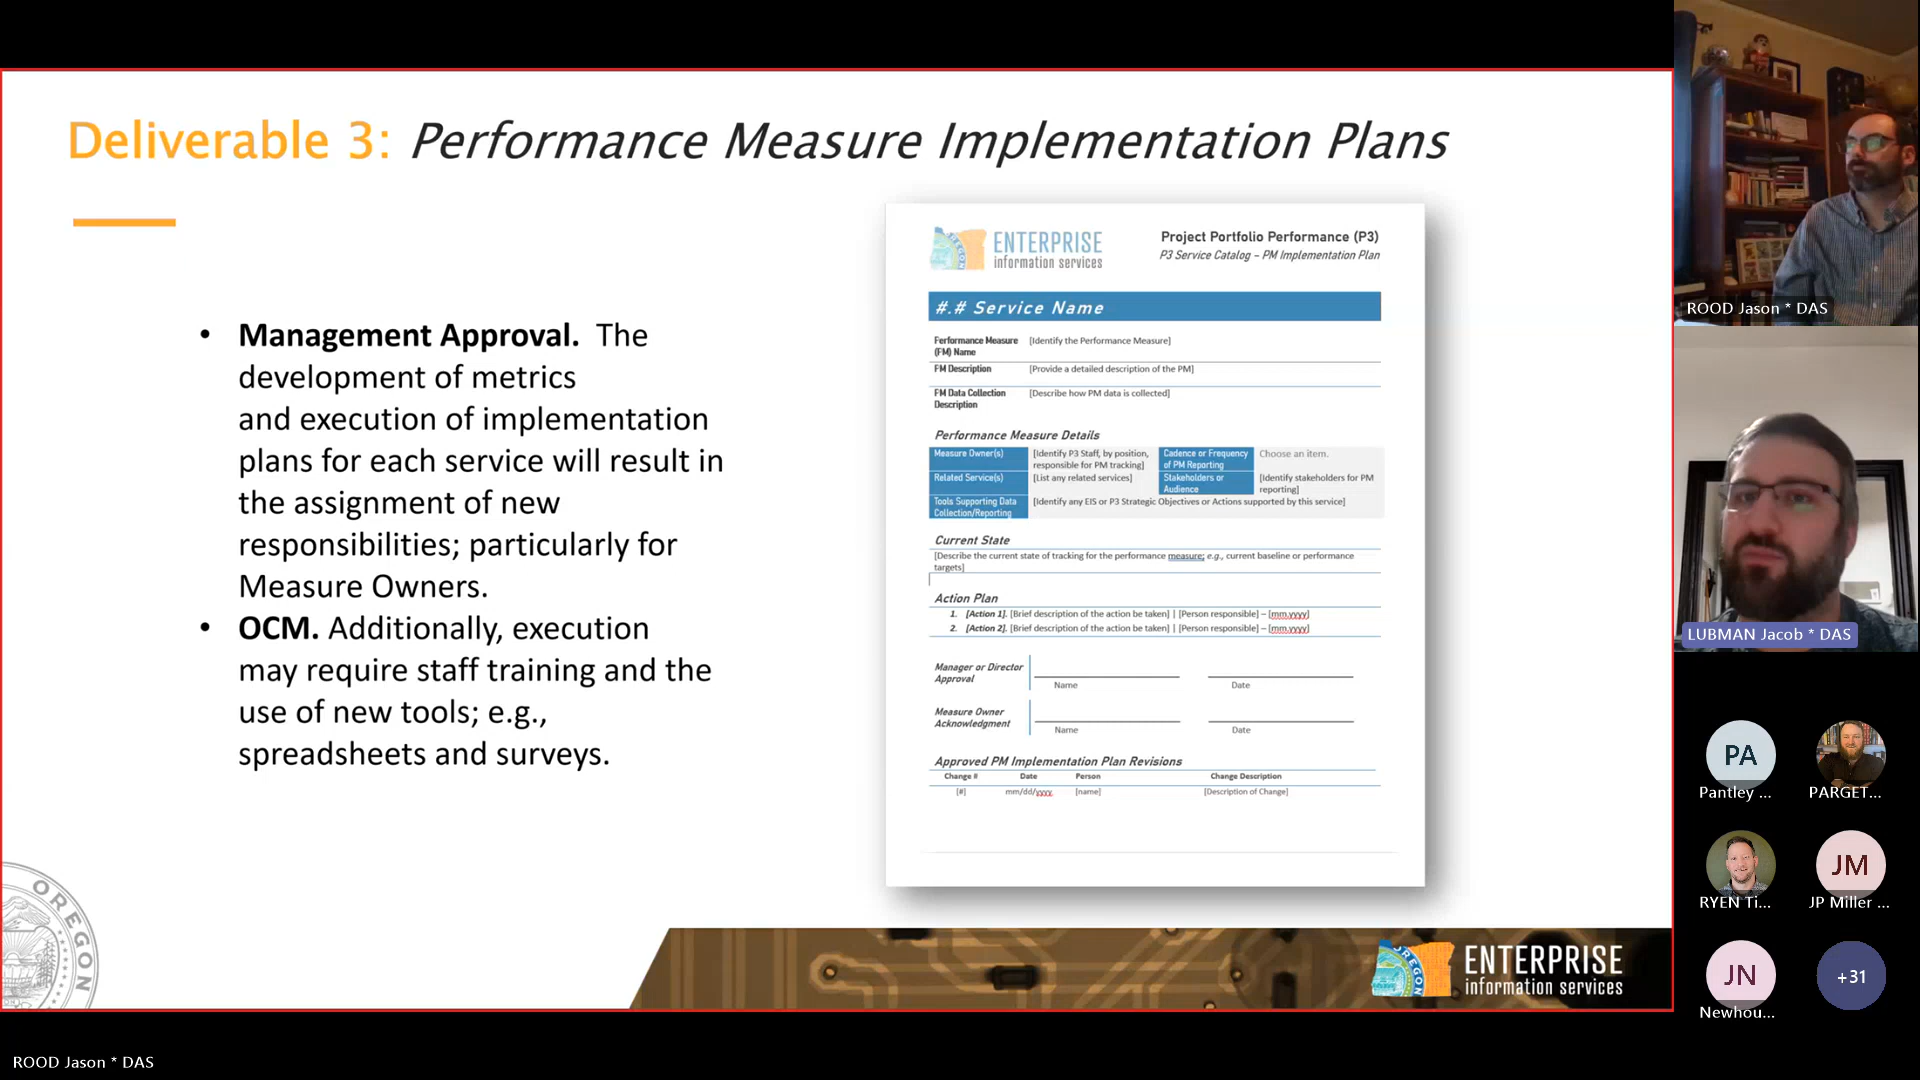 Deliverable 3: Performance Measure Implementation Plans
• Management Approval. The
development of metrics
and execution of implementation
plans for each service will result in
the assignment of new
responsibilities; particularly for
Measure Owners.
• OCM. Additionally, execution
may require staff training and the
use of new tools; e.g.,
spreadsheets and surveys.
ENTERPRISE
information services
Project Portfolio Performance (P3)
P3 Service Catalog – PM Implementation Plan
#.# Service Name
Performance Measure [Identify the Performance Measure]
(PM) Name
PM Description [Provide a detailed description of the PM]
PM Data Collection [Describe how PM data is collected]
Description
Performance Measure Details
Measure Owner(s) [Identify P3 Staff, by position,
responsible for PM tracking]
Cadence or Frequency
of PM Reporting
Choose an item.
Related Service(s) [List any related services]
Stakeholders or
Audience
[Identify stakeholders for PM
reporting]
Tools Supporting Data
Collection/Reporting
[Identify any EIS or P3 Strategic Objectives or Actions supported by this service]
Current State
[Describe the current state of tracking for the performance measure; e.g., current baseline or performance
targets]
Action Plan
1. [Action 1]. [Brief description of the action be taken] | [Person responsible] – [mm.yyyy]
2. [Action 2]. [Brief description of the action be taken] | [Person responsible] – [mm.yyyy]
Manager or Director
Approval
Name Date
Measure Owner
Acknowledgment
Name Date
Approved PM Implementation Plan Revisions
Change # Date Person Change Description
[#] mm/dd/yyyy [name] [Description of Change]
OREGON
OREGON
ENTERPRISE
information services
ROOD Jason * DAS
LUBMAN Jacob * DAS
PA
Pantley ...
PARGET...
RYEN Ti...
JM
JP Miller ...
JN
Newhou...
+31
ROOD Jason * DAS